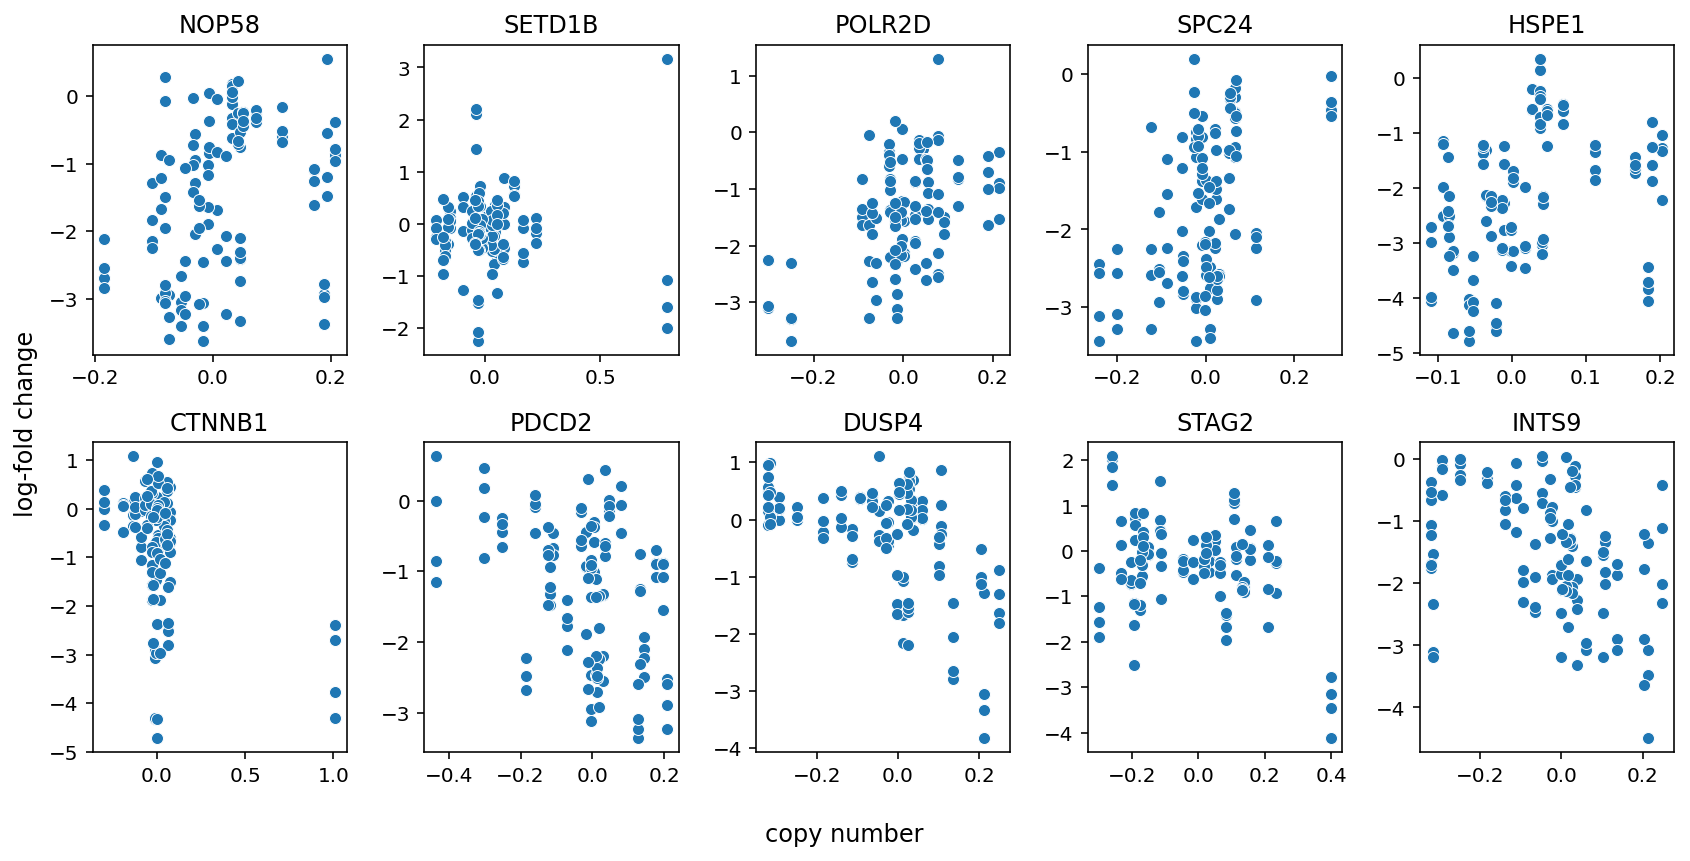 NOP58 SETD1B POLR2D SPC24 HSPE1
0 −1 −2 −3
3 2 1 0 −1 −2
1 0 −1 −2 −3
0 −1 −2 −3
0 −1 −2 −3 −4 −5
−0.2 0.0 0.2 0.0 0.5 −0.2 0.0 0.2 −0.2 0.0 0.2 −0.1 0.0 0.1 0.2
log-fold change
CTNNB1 PDCD2 DUSP4 STAG2 INTS9
1 0 −1 −2 −3 −4 −5
0 −1 −2 −3
1 0 −1 −2 −3 −4
2 1 0 −1 −2 −3 −4
0 −1 −2 −3 −4
0.0 0.5 1.0 −0.4 −0.2 0.0 0.2 −0.2 0.0 0.2 −0.2 0.0 0.2 0.4 −0.2 0.0 0.2
copy number